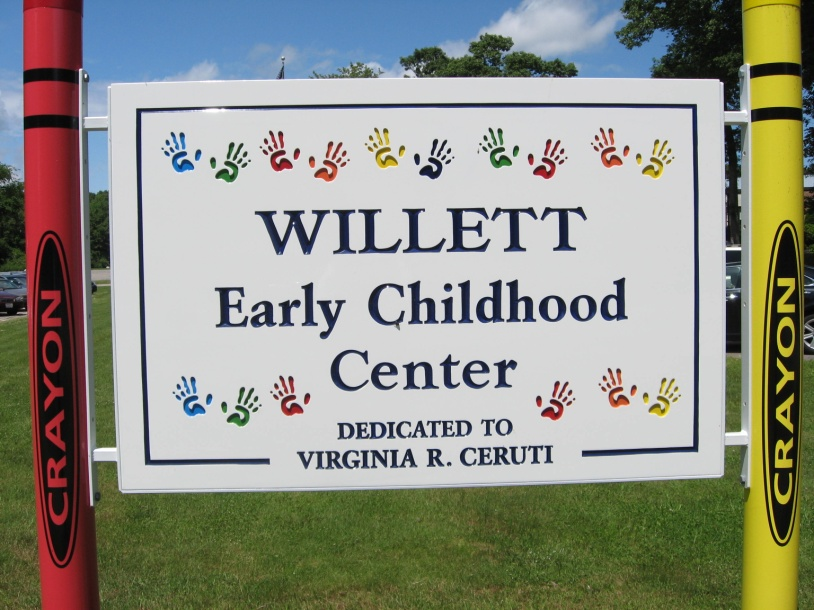 WILLETT
Early Childhood
Center
DEDICATED TO
VIRGINIA R. CERUTI
CRAYON
CRAYON